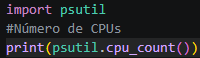 import psutil
#Número de CPUs
print(psutil.cpu_count())